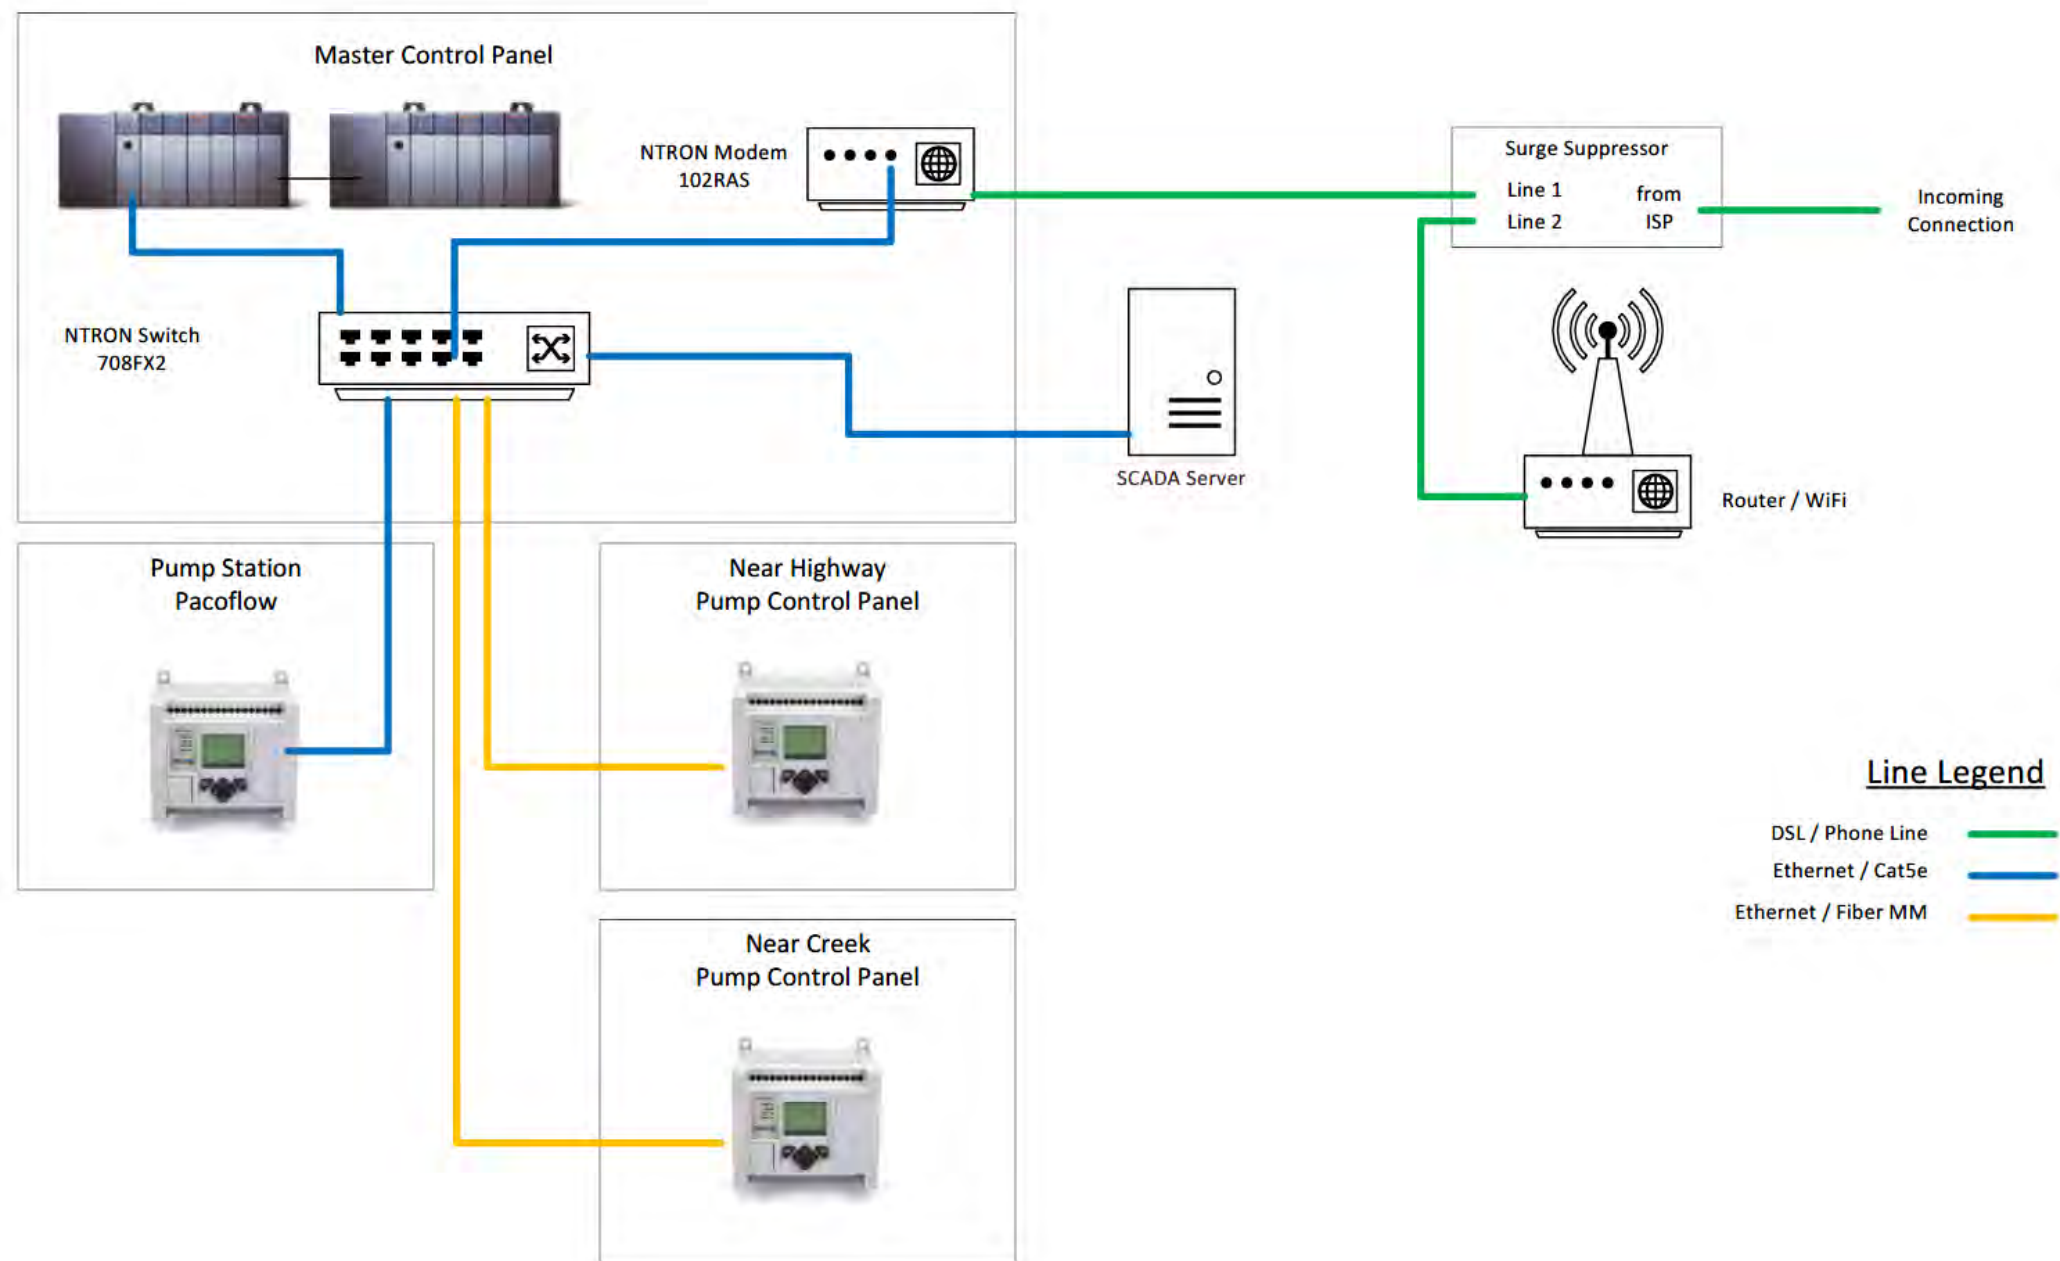 Master Control Panel
NTRON Modem
102RAS
Surge Suppressor
Line 1
Line 2
from
ISP
Incoming
Connection
NTRON Switch
708FX2
SCADA Server
Router / WiFi
Pump Station
Pacoflow
Near Highway
Pump Control Panel
Near Creek
Pump Control Panel
Line Legend
DSL / Phone Line
Ethernet / Cat5e
Ethernet / Fiber MM